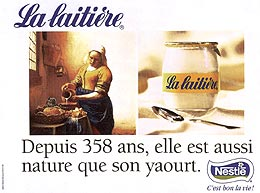 La laitière®
La laitière®
Depuis 358 ans, elle est aussi
nature que son yaourt.
Nestlé
C'est bon la vie!